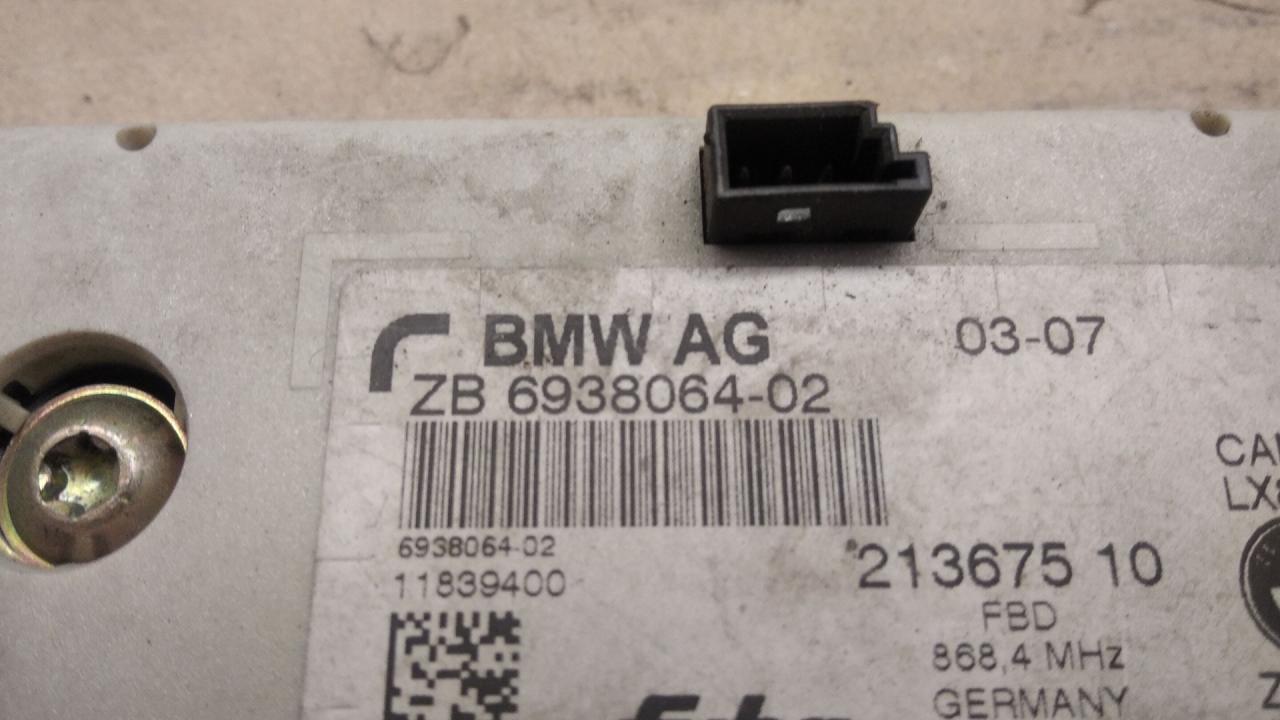 BMW AG
03-07
ZB 6938064-02
6938064-02
11839400
213675 10
FBD
868,4 MHz
GERMANY